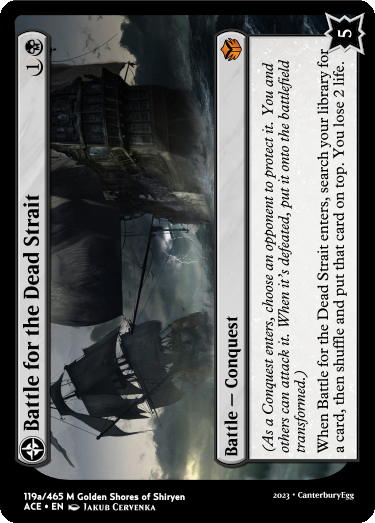 Battle for the Dead Strait
Battle — Conquest
(As a Conquest enters, choose an opponent to protect it. You and
others can attack it. When it's defeated, put it onto the battlefield
transformed.)
When Battle for the Dead Strait enters, search your library for
a card, then shuffle and put that card on top. You lose 2 life.
5
119a/465 M Golden Shores of Shiryen
ACE • EN Jakub Cervenka
2023 • CanterburyEgg